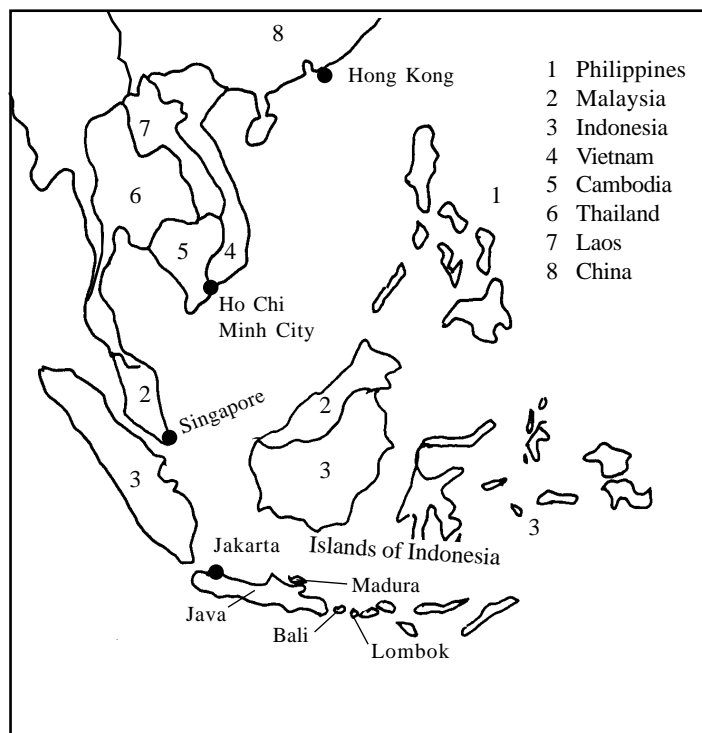 8
Hong Kong
1 Philippines
2 Malaysia
3 Indonesia
4 Vietnam
5 Cambodia
6 Thailand
7 Laos
8 China
7
6
1
5
4
Ho Chi
Minh City
2
Singapore
2
3
3
3
Islands of Indonesia
Jakarta
Madura
Java
Bali
Lombok